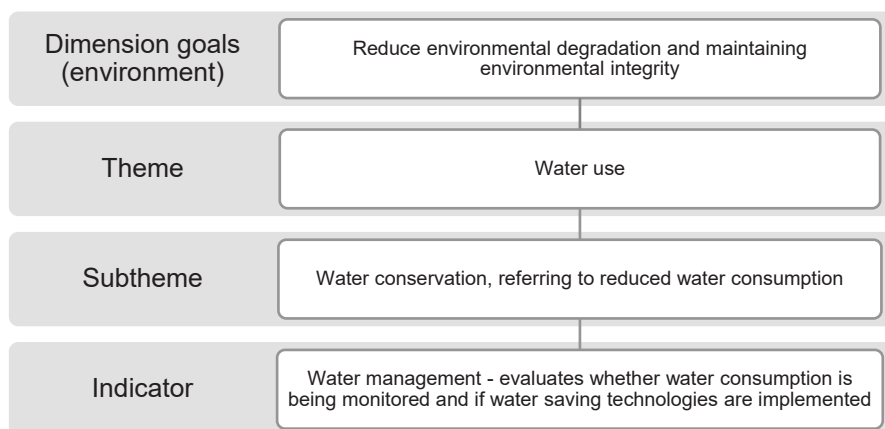 Dimension goals
(environment)
Reduce environmental degradation and maintaining
environmental integrity
Theme
Water use
Subtheme
Water conservation, referring to reduced water consumption
Indicator
Water management - evaluates whether water consumption is
being monitored and if water saving technologies are implemented